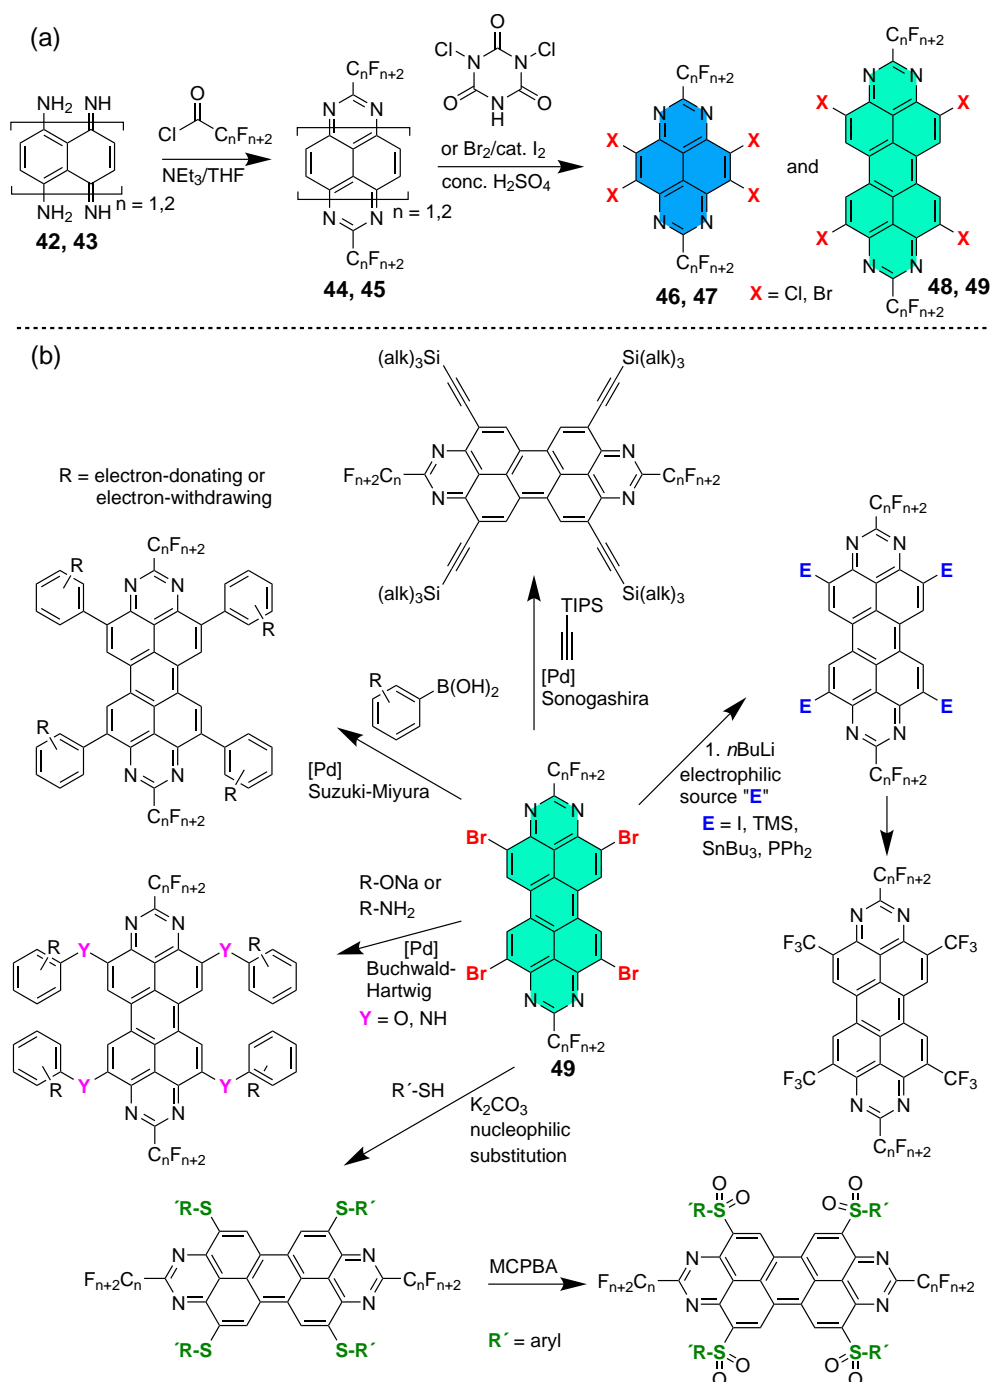 (a)
NH2 NH
O
Cl CnFn+2
NEt3/THF
NH2 NH
n = 1,2
42, 43
CnFn+2
N N
N N
n = 1,2
CnFn+2
44, 45
O
Cl N N Cl
O N O
H
or Br2/cat. I2
conc. H2SO4
CnFn+2
N N
X X
X X
N N
CnFn+2
46, 47
X = Cl, Br
and
CnFn+2
N N
X X
X X
N N
CnFn+2
48, 49
(b)
(alk)3Si Si(alk)3
N N
Fn+2Cn CnFn+2
N N
(alk)3Si Si(alk)3
R = electron-donating or
electron-withdrawing
CnFn+2
R N N
R
R
N N R
CnFn+2
TIPS
[Pd]
Sonogashira
R
B(OH)2
[Pd]
Suzuki-Miyura
CnFn+2
N N
E E
E E
N N
CnFn+2
1. nBuLi
electrophilic
source "E"
E = I, TMS,
SnBu3, PPh2
CnFn+2
N N
Br Br
Br Br
N N
CnFn+2
49
R-ONa or
R-NH2
[Pd]
Buchwald-
Hartwig
Y = O, NH
CnFn+2
N N
R Y Y R
R Y Y R
N N
CnFn+2
CnFn+2
N N
CF3 CF3
CF3 CF3
N N
CnFn+2
R´-SH
K2CO3
nucleophilic
substitution
´R-S S-R´
N N
Fn+2Cn CnFn+2
N N
´R-S S-R´
MCPBA
R´ = aryl
O O O O
´R-S S-R´
N N
Fn+2Cn CnFn+2
N N
´R-S S-R´
O O O O